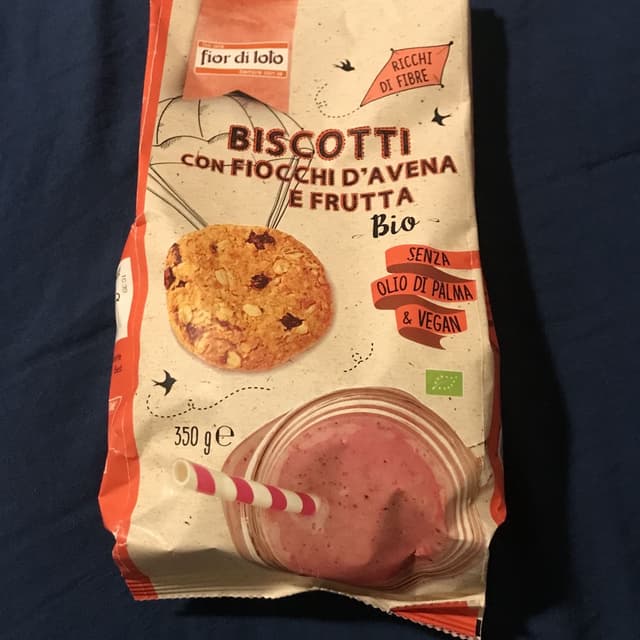 fior di loto
RICCHI
DI FIBRE
BISCOTTI
CON FIOCCHI D'AVENA
E FRUTTA
Bio
SENZA
OLIO DI PALMA
& VEGAN
350 g e